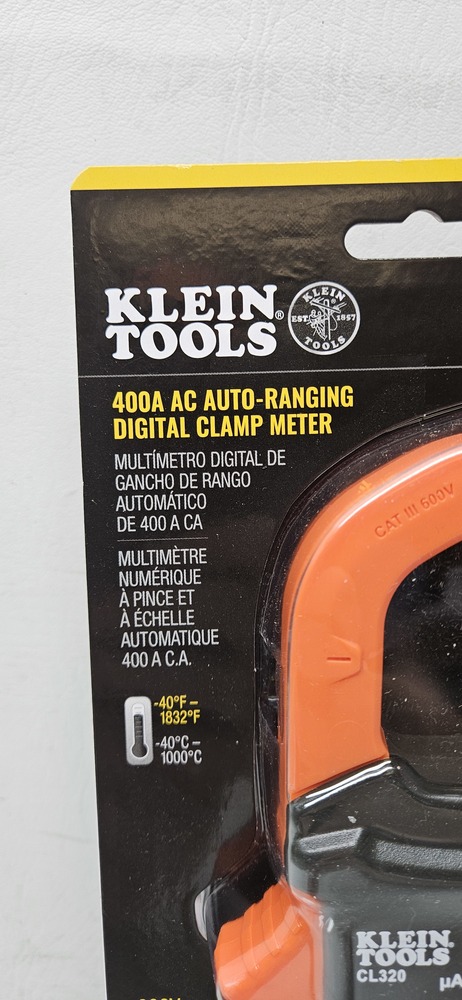 KLEIN
TOOLS®
KLEIN
EST. 1857
TOOLS
400A AC AUTO-RANGING
DIGITAL CLAMP METER
MULTÍMETRO DIGITAL DE
GANCHO DE RANGO
AUTOMÁTICO
DE 400 A CA
MULTIMÈTRE
NUMÉRIQUE
À PINCE ET
À ÉCHELLE
AUTOMATIQUE
400 A C.A.
-40°F –
1832°F
-40°C –
1000°C
CAT III 600V
KLEIN
TOOLS®
CL320
µA